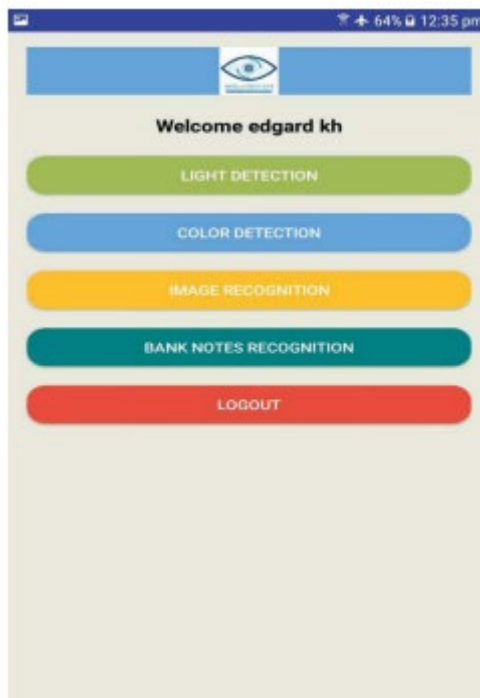 64% 12:35 pm
Welcome edgard kh
LIGHT DETECTION
COLOR DETECTION
IMAGE RECOGNITION
BANK NOTES RECOGNITION
LOGOUT